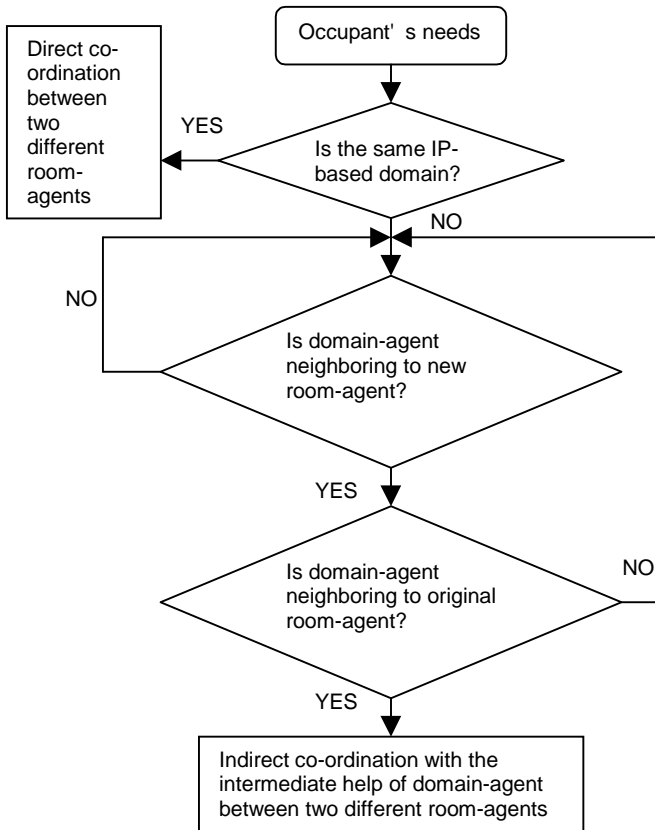 Occupant' s needs
Direct co-
ordination
between
two
different
room-
agents
YES
Is the same IP-
based domain?
NO
NO
Is domain-agent
neighboring to new
room-agent?
YES
Is domain-agent
neighboring to original
room-agent?
NO
YES
Indirect co-ordination with the
intermediate help of domain-agent
between two different room-agents